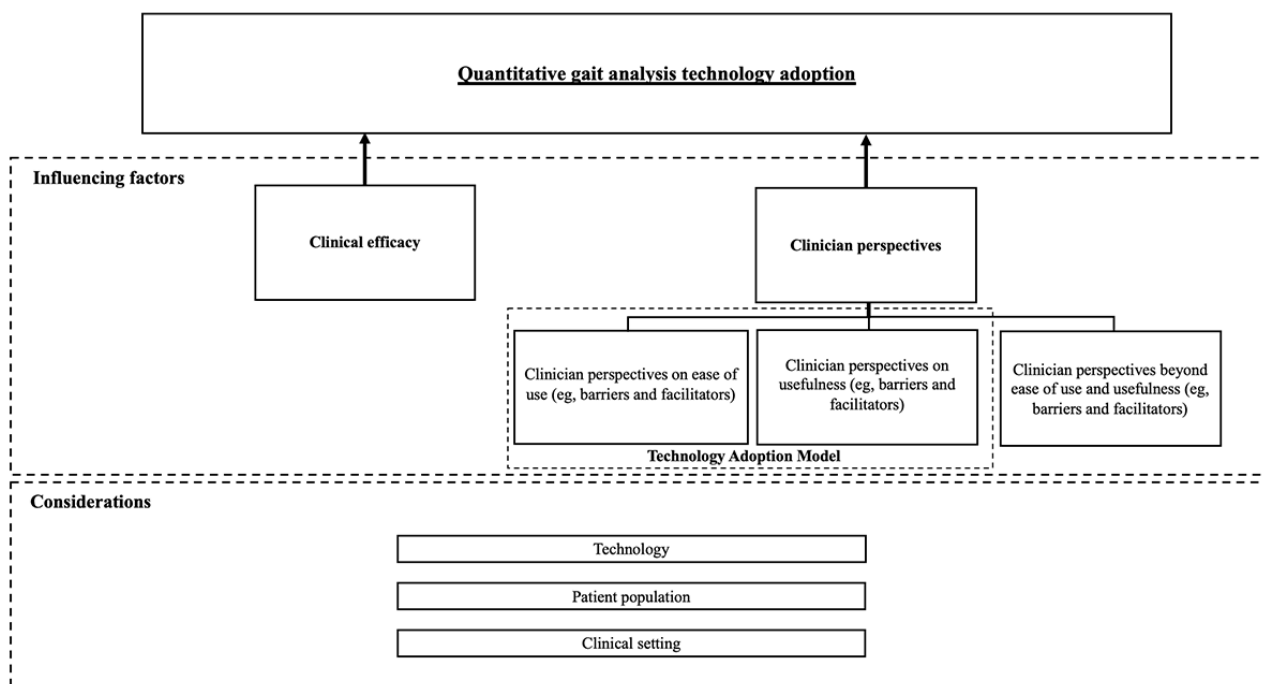 Quantitative gait analysis technology adoption
Influencing factors
Clinical efficacy
Clinician perspectives
Clinician perspectives on ease of
use (eg, barriers and facilitators)
Clinician perspectives on
usefulness (eg, barriers and
facilitators)
Clinician perspectives beyond
ease of use and usefulness (eg,
barriers and facilitators)
Technology Adoption Model
Considerations
Technology
Patient population
Clinical setting